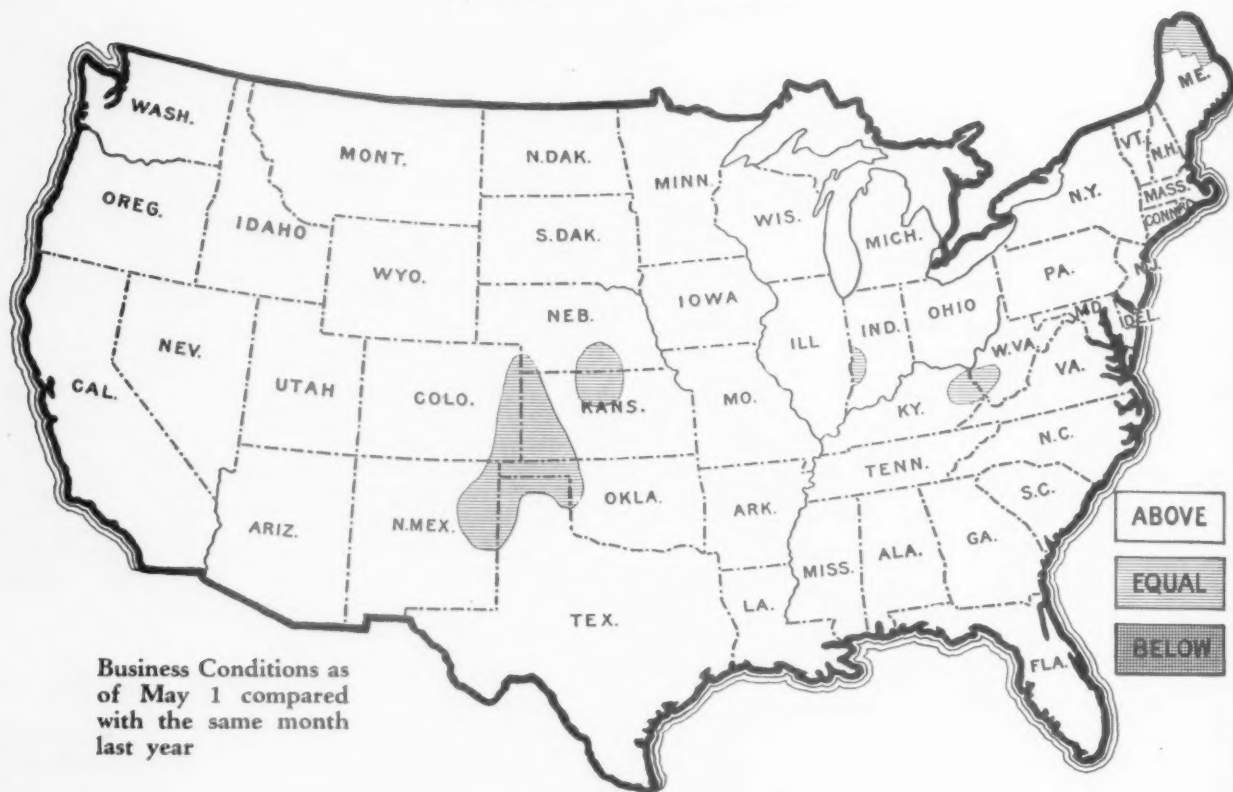 WASH.
MONT.
N.DAK.
MINN.
ME.
VT.
N.H.
OREG.
IDAHO
S.DAK.
WIS.
MICH.
N.Y.
MASS.
CONN.
WYO.
IOWA
PA.
N.J.
NEB.
OHIO
NEV.
ILL
IND.
MD.
DEL.
W.VA.
VA.
CAL.
UTAH
COLO.
KANS.
MO.
KY.
N.C.
TENN.
ARIZ.
N.MEX.
OKLA.
ARK.
S.C.
MISS.
ALA.
GA.
LA.
TEX.
FLA.
ABOVE
EQUAL
BELOW
Business Conditions as
of May 1 compared
with the same month
last year